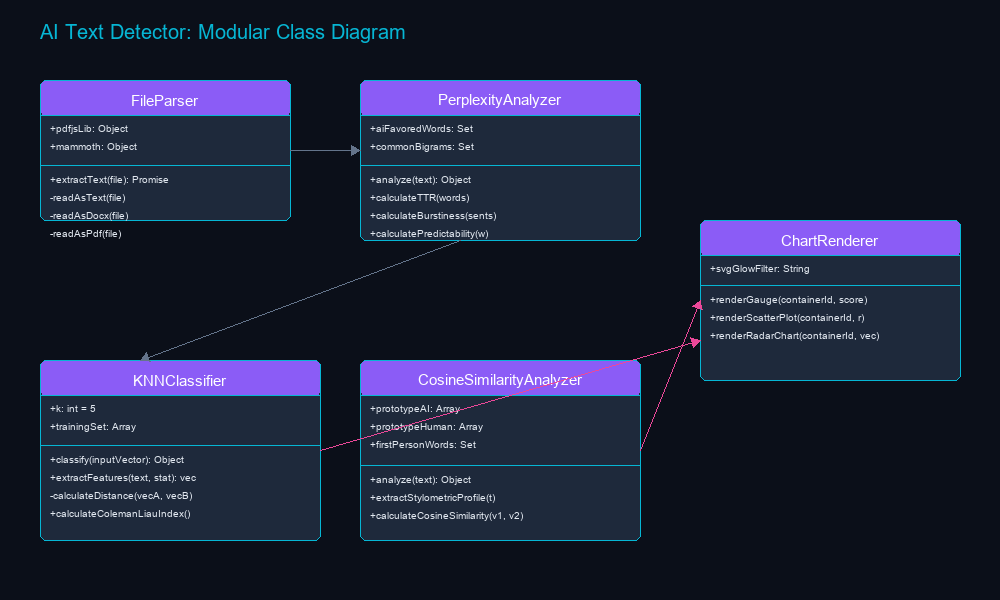 AI Text Detector: Modular Class Diagram
FileParser
+pdfjsLib: Object
+mammoth: Object
+extractText(file): Promise
-readAsText(file)
-readAsDocx(file)
-readAsPdf(file)
PerplexityAnalyzer
+aiFavoredWords: Set
+commonBigrams: Set
+analyze(text): Object
+calculateTTR(words)
+calculateBurstiness(sents)
+calculatePredictability(w)
ChartRenderer
+svgGlowFilter: String
+renderGauge(containerId, score)
+renderScatterPlot(containerId, r)
+renderRadarChart(containerId, vec)
KNNClassifier
+k: int = 5
+trainingSet: Array
+classify(inputVector): Object
+extractFeatures(text, stat): vec
-calculateDistance(vecA, vecB)
+calculateColemanLiauIndex()
CosineSimilarityAnalyzer
+prototypeAI: Array
+prototypeHuman: Array
+firstPersonWords: Set
+analyze(text): Object
+extractStylometricProfile(t)
+calculateCosineSimilarity(v1, v2)